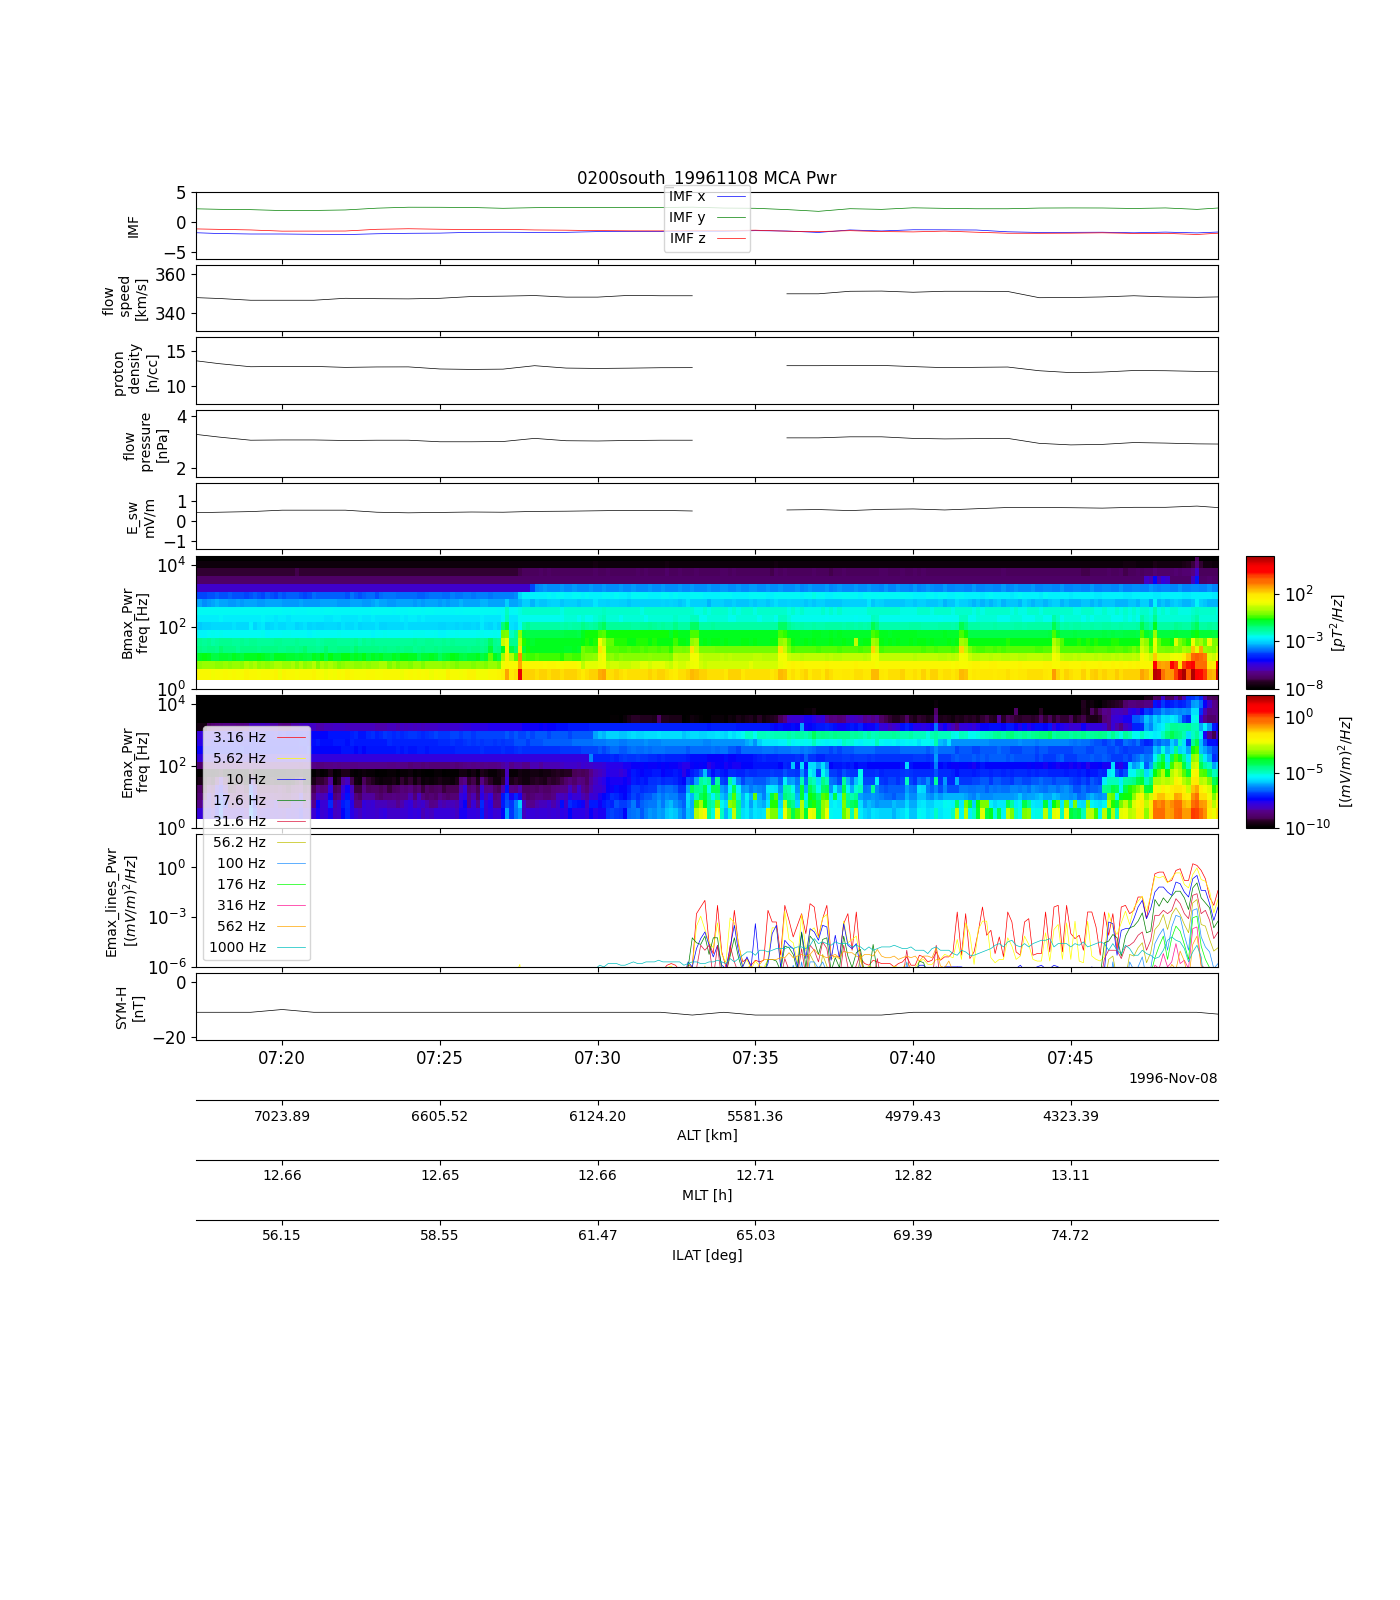 0200south_19961108 MCA Pwr
5
0
−5
IMF
IMF x
IMF y
IMF z
360
340
flow
speed
[km/s]
15
10
proton
density
[n/cc]
4
2
flow
pressure
[nPa]
1
0
−1
E_sw
mV/m
10^4
10^2
10^0
Bmax_Pwr
freq [Hz]
10^2
10^−3
10^−8
[pT^2/Hz]
10^4
10^2
10^0
Emax_Pwr
freq [Hz]
10^0
10^−5
10^−10
[(mV/m)^2/Hz]
3.16 Hz
5.62 Hz
10 Hz
17.6 Hz
31.6 Hz
56.2 Hz
100 Hz
176 Hz
316 Hz
562 Hz
1000 Hz
10^0
10^−3
10^−6
Emax_lines_Pwr
[(mV/m)^2/Hz]
0
−20
SYM-H
[nT]
07:20 07:25 07:30 07:35 07:40 07:45
1996-Nov-08
7023.89 6605.52 6124.20 5581.36 4979.43 4323.39
ALT [km]
12.66 12.65 12.66 12.71 12.82 13.11
MLT [h]
56.15 58.55 61.47 65.03 69.39 74.72
ILAT [deg]